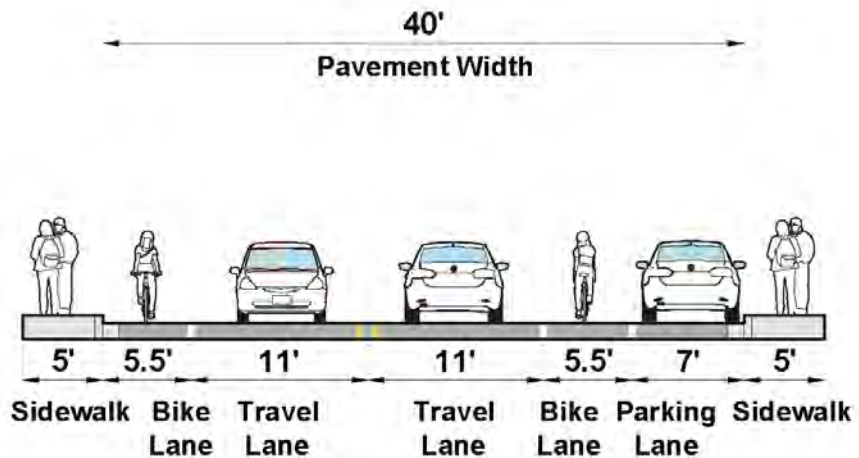 40'
Pavement Width
5' 5.5' 11' 11' 5.5' 7' 5'
Sidewalk Bike Travel Travel Bike Parking Sidewalk
Lane Lane Lane Lane Lane